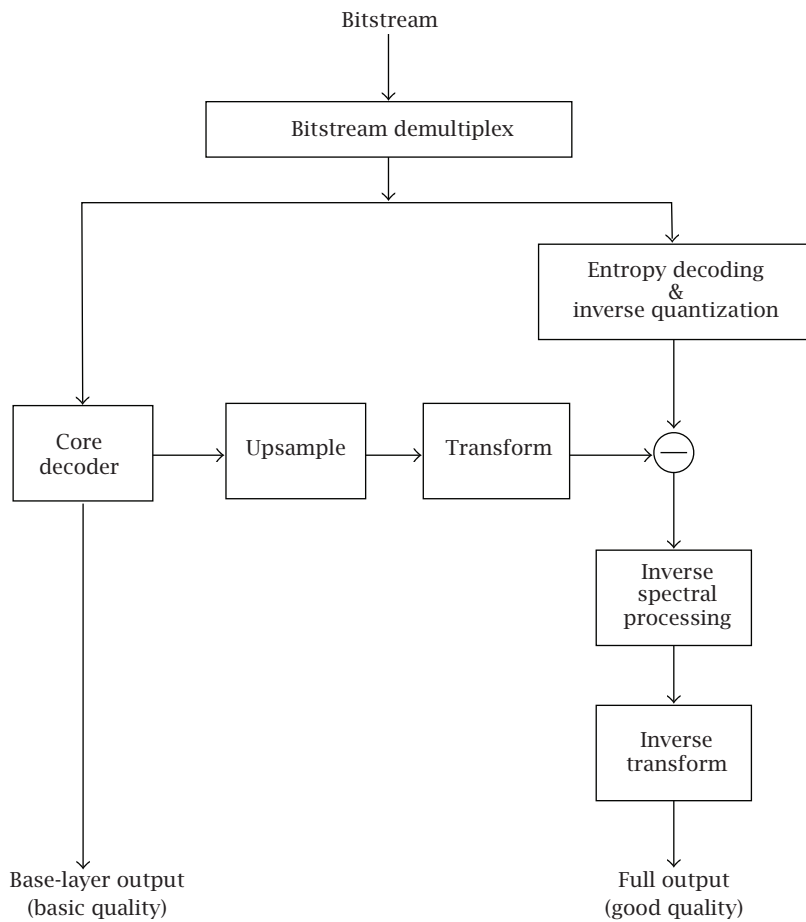 Bitstream
Bitstream demultiplex
Entropy decoding
&
inverse quantization
Core
decoder
Upsample
Transform
Inverse
spectral
processing
Inverse
transform
Base-layer output
(basic quality)
Full output
(good quality)